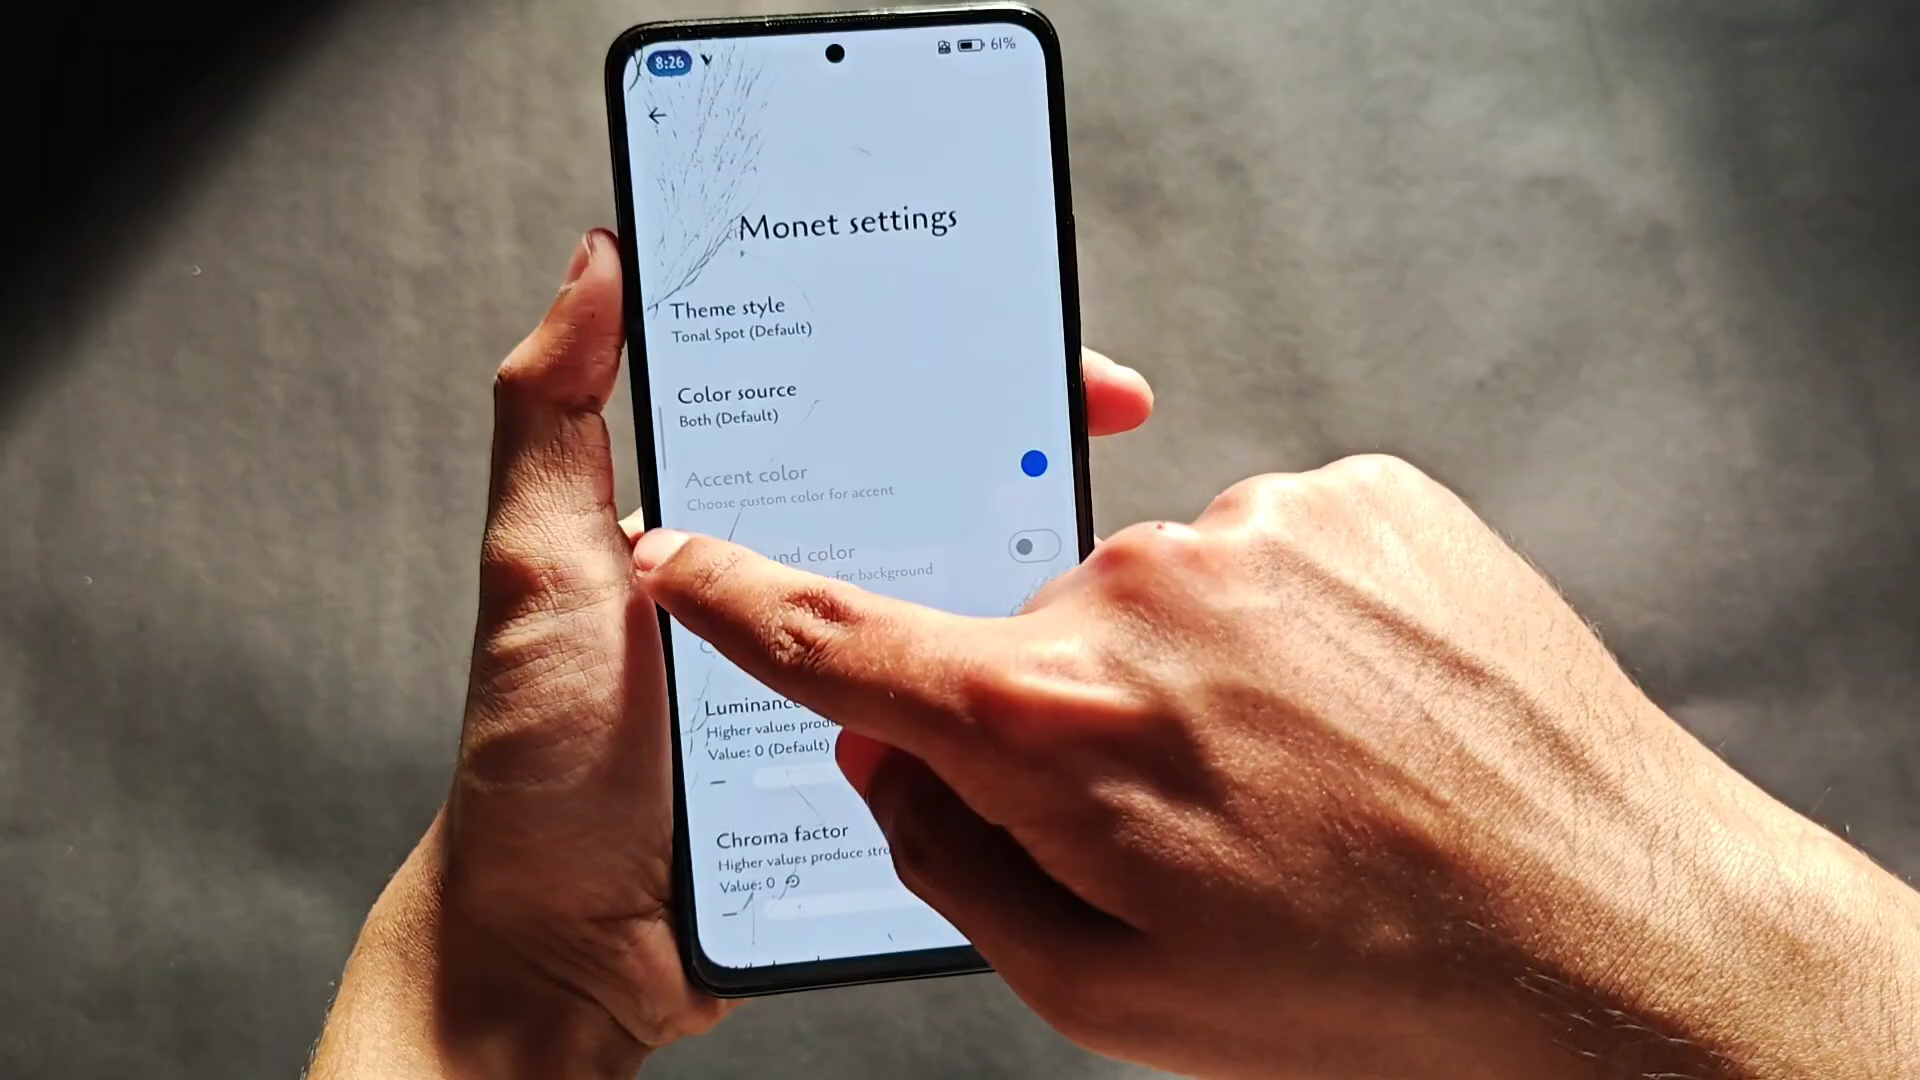 8:26
61%
Monet settings
Theme style
Tonal Spot (Default)
Color source
Both (Default)
Accent color
Choose custom color for accent
color
for background
Higher values
Value: 0 (Default)
Chroma factor
Higher values produce
Value: 0